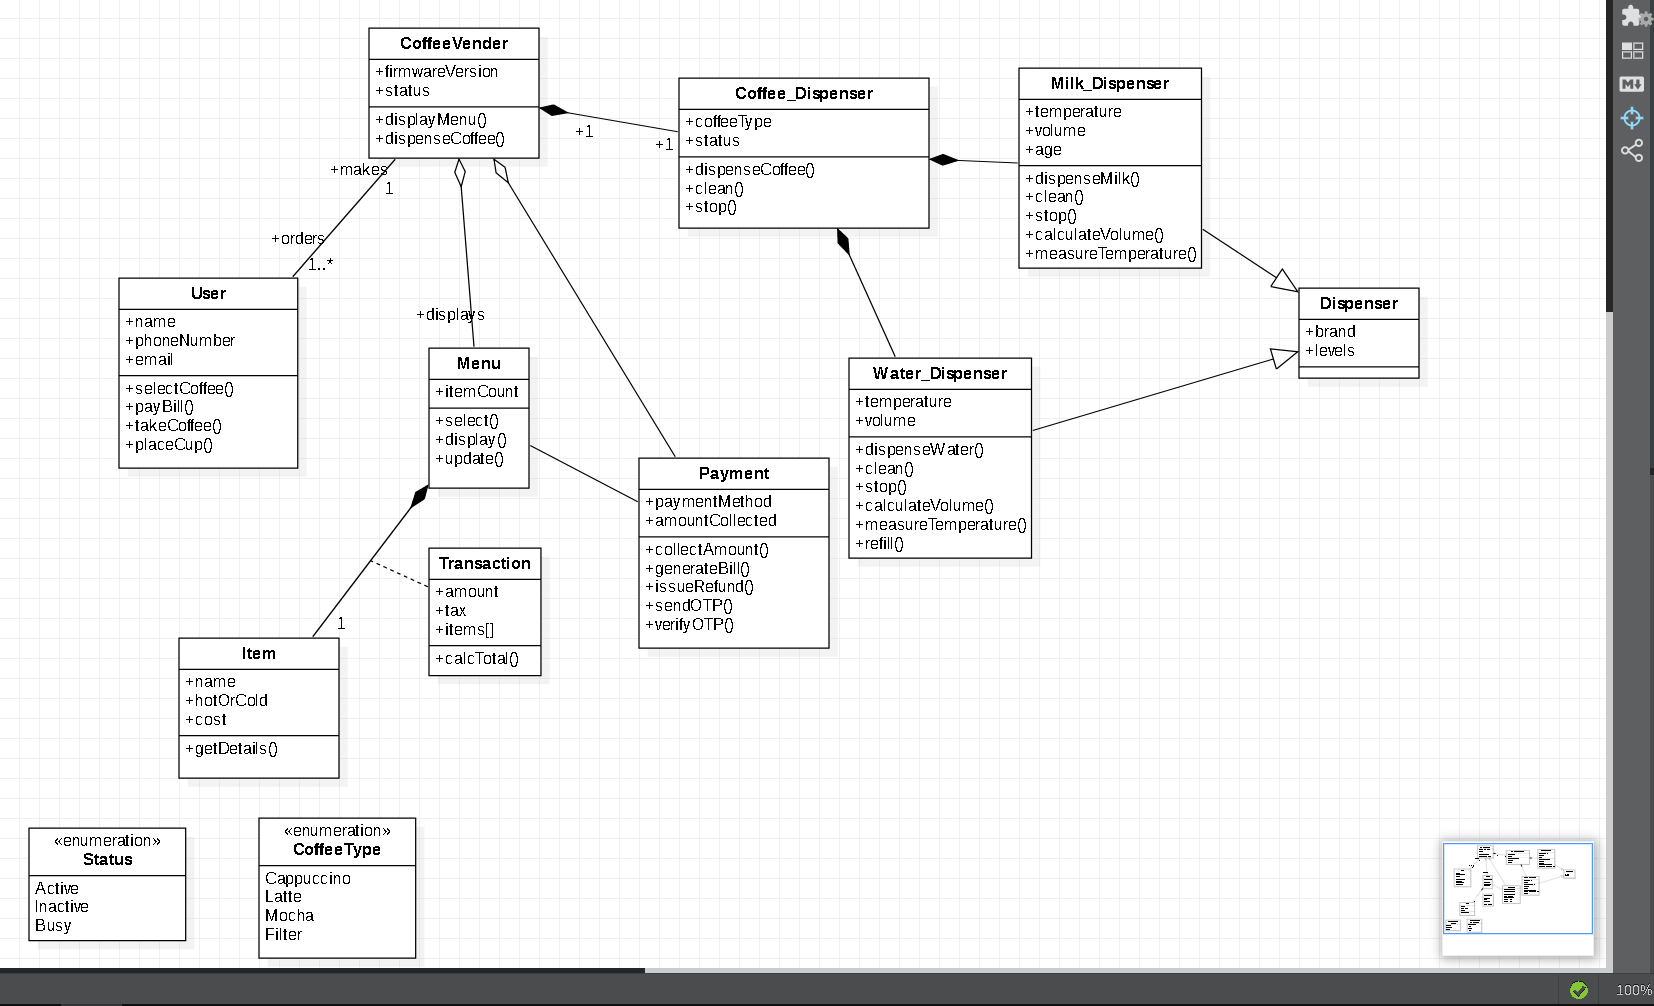 CoffeeVender
+firmwareVersion
+status
+displayMenu()
+dispenseCoffee()
+makes
1
+orders
1..*
+1
+1
Coffee_Dispenser
+coffeeType
+status
+dispenseCoffee()
+clean()
+stop()
Milk_Dispenser
+temperature
+volume
+age
+dispenseMilk()
+clean()
+stop()
+calculateVolume()
+measureTemperature()
Dispenser
+brand
+levels
User
+name
+phoneNumber
+email
+selectCoffee()
+payBill()
+takeCoffee()
+placeCup()
+displays
Menu
+itemCount
+select()
+display()
+update()
Water_Dispenser
+temperature
+volume
+dispenseWater()
+clean()
+stop()
+calculateVolume()
+measureTemperature()
+refill()
Payment
+paymentMethod
+amountCollected
+collectAmount()
+generateBill()
+issueRefund()
+sendOTP()
+verifyOTP()
Transaction
+amount
+tax
+items[]
+calcTotal()
1
Item
+name
+hotOrCold
+cost
+getDetails()
«enumeration»
Status
Active
Inactive
Busy
«enumeration»
CoffeeType
Cappuccino
Latte
Mocha
Filter
M
100%